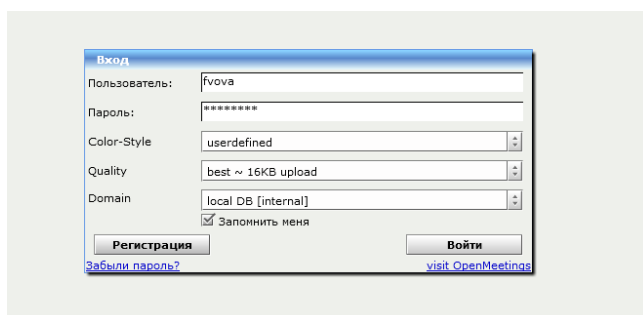 Вход
Пользователь: fvova
Пароль: ********
Color-Style userdefined
Quality best ~ 16KB upload
Domain local DB [internal]
Запомнить меня
Регистрация Войти
Забыли пароль? visit OpenMeetings